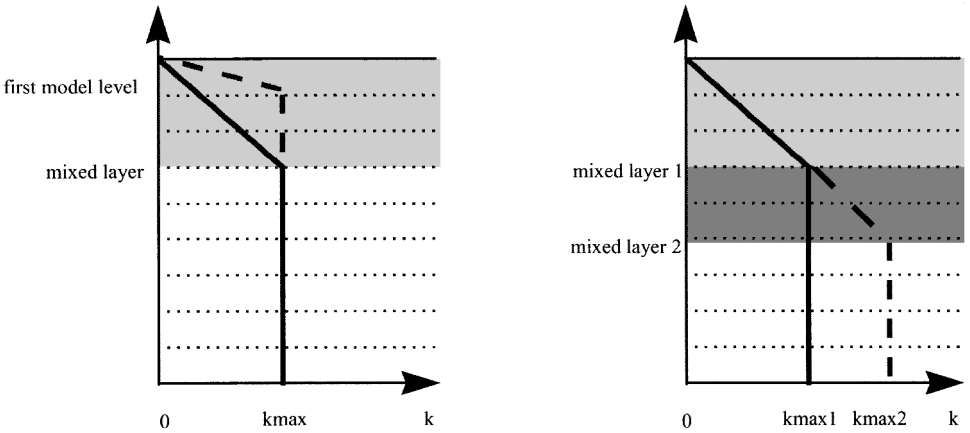 first model level
mixed layer
0
kmax
k
mixed layer 1
mixed layer 2
0
kmax1
kmax2
k